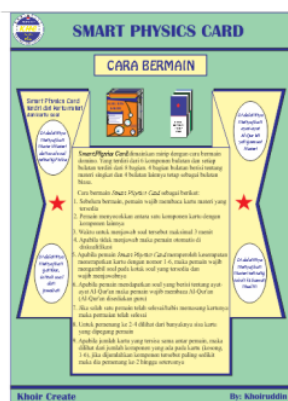 SMART PHYSICS CARD
CARA BERMAIN
Smart Physics Card
terdiri dari kartu materi
dan kartu soal
Smart Physics Card dimainkan mirip dengan cara bermain
domino. Yang terdiri dari 6 komponen bulatan dan setiap
bulatan terdiri dari 4 bagian. 4 bagian bulatan berisi tentang
materi singkat dan 4 bulatan lainnya tetap sebagai bulatan
biasa.
Cara bermain Smart Physics Card sebagai berikut:
1. Sebelum bermain, pemain wajib membaca kartu materi yang
tersedia
2. Pemain menyocokkan antara satu komponen kartu dengan
komponen lainnya
3. Waktu untuk menjawab soal tersebut maksimal 3 menit
4. Apabila tidak menjawab maka pemain otomatis di
diskualifikasi
5. Apabila pemain Smart Physics Card memperoleh kesempatan
menempatkan kartu dengan nomor 1-6, maka pemain wajib
mengambil soal pada kotak soal yang tersedia dan
wajib menjawabnya
6. Apabila pemain mendapatkan soal yang berisi tentang ayat-
ayat Al-Qur'an maka pemain wajib membaca Al-Qur'an
(Al-Qur'an disediakan guru)
7. Jika salah satu pemain telah selesai/habis memasang kartunya
maka permainan telah selesai
8. Untuk pemenang ke 2-4 dilihat dari banyaknya sisa kartu
yang dipegang pemain
9. Apabila jumlah kartu yang tersisa sama antar pemain, maka
dilihat dari jumlah komponen yang ada pada kartu (kosong,
1-6), jika dijumlahkan komponen tersebut paling sedikit
maka dia pemenang ke 2 hingga seterusnya
Khoir Create
By: Khoiruddin